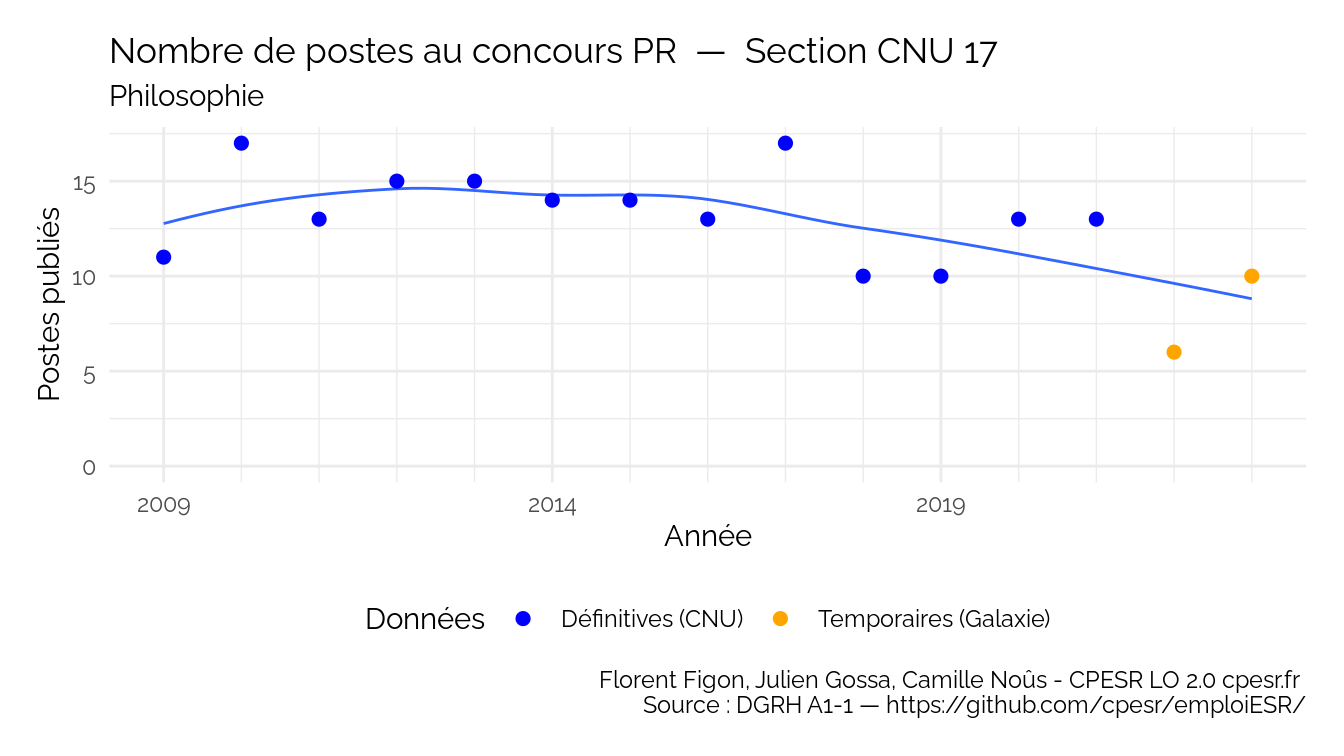 Nombre de postes au concours PR — Section CNU 17
Philosophie
Postes publiés
15
10
5
0
2009 2014 2019
Année
Données Définitives (CNU) Temporaires (Galaxie)
Florent Figon, Julien Gossa, Camille Noûs - CPESR LO 2.0 cpesr.fr
Source : DGRH A1-1 — https://github.com/cpesr/emploiESR/